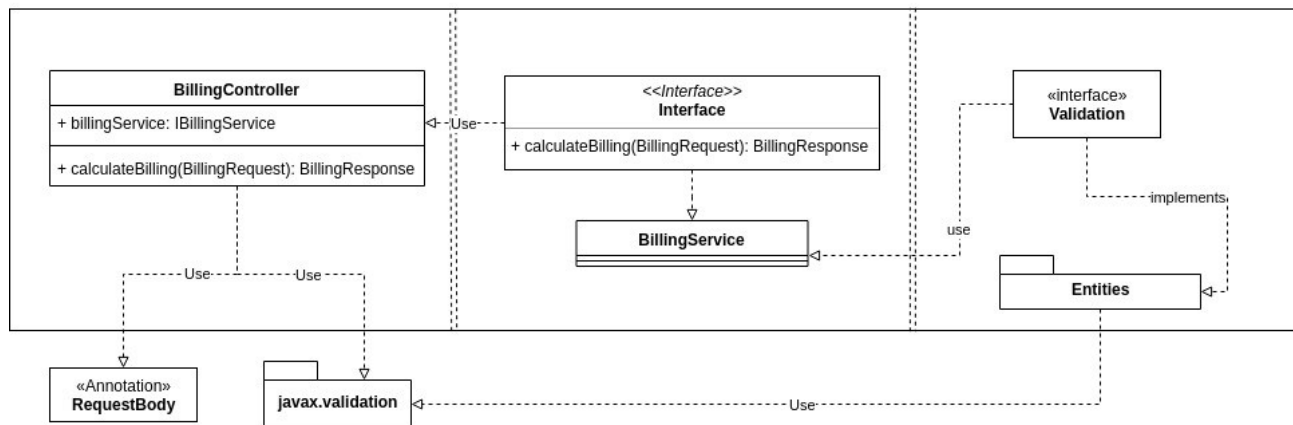 BillingController
+ billingService: IBillingService
+ calculateBilling(BillingRequest): BillingResponse
Use
<<Interface>>
Interface
+ calculateBilling(BillingRequest): BillingResponse
BillingService
«interface»
Validation
implements
use
Entities
Use
Use
«Annotation»
RequestBody
javax.validation
Use